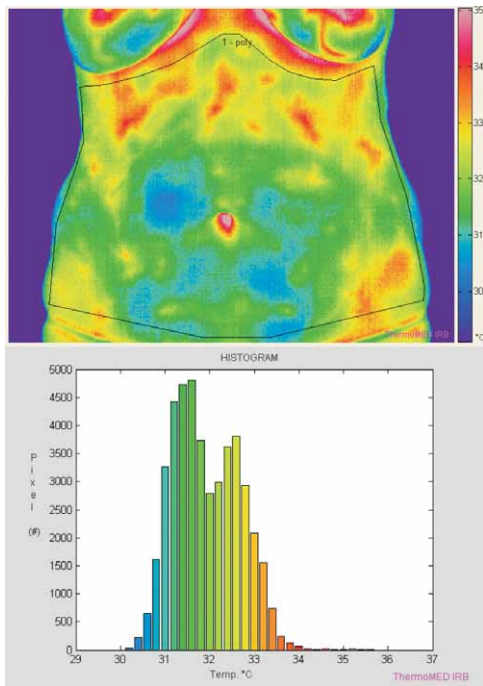 1 - poly
35
34
33
32
31
30
°C
ThermoMED IRB
HISTOGRAM
5000
4500
4000
3500
3000
2500
2000
1500
1000
500
0
Pixel
(#)
29 30 31 32 33 34 35 36 37
Temp. °C
ThermoMED IRB